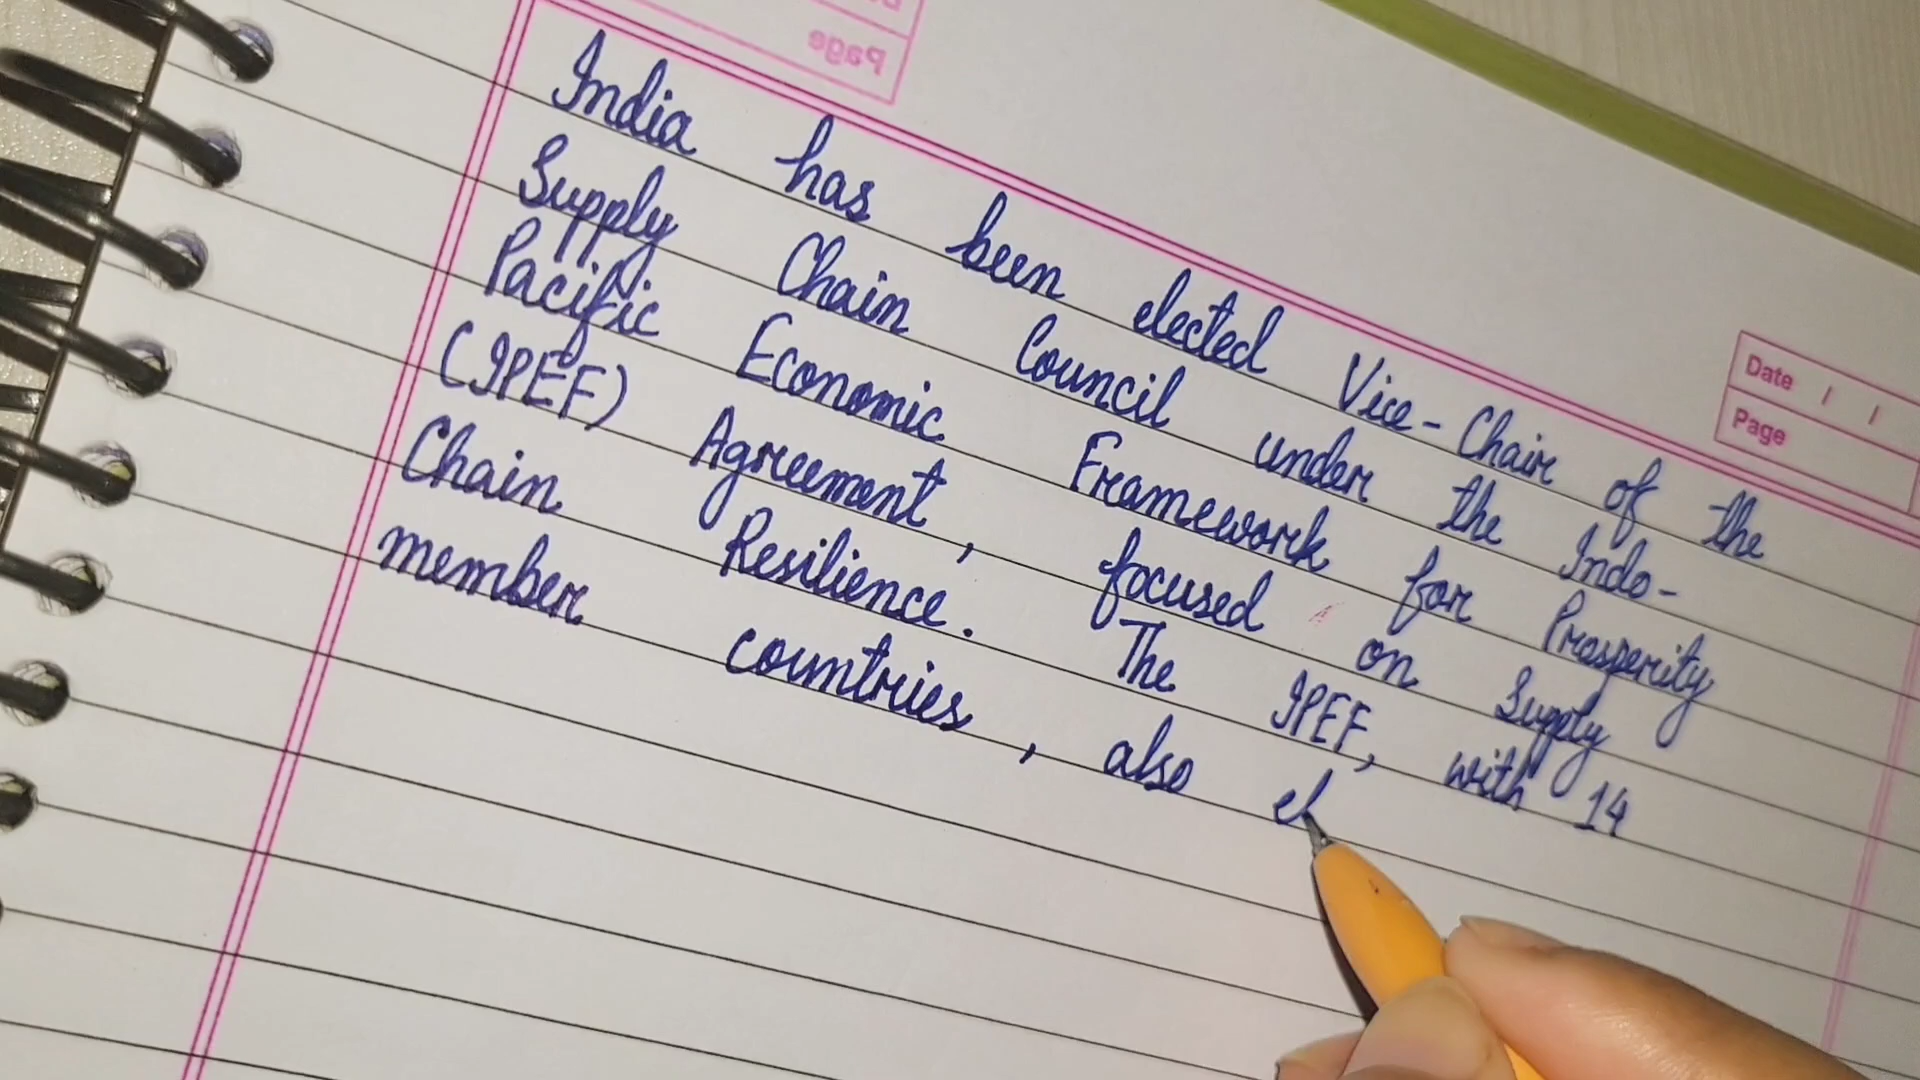 Page
Date / /
Page
India has been elected Vice-Chair of the
Supply Chain Council under the Indo-
Pacific Economic Framework for Prosperity
(IPEF) Agreement, focused on Supply
Chain Resilience. The IPEF, with 14
member countries, also el